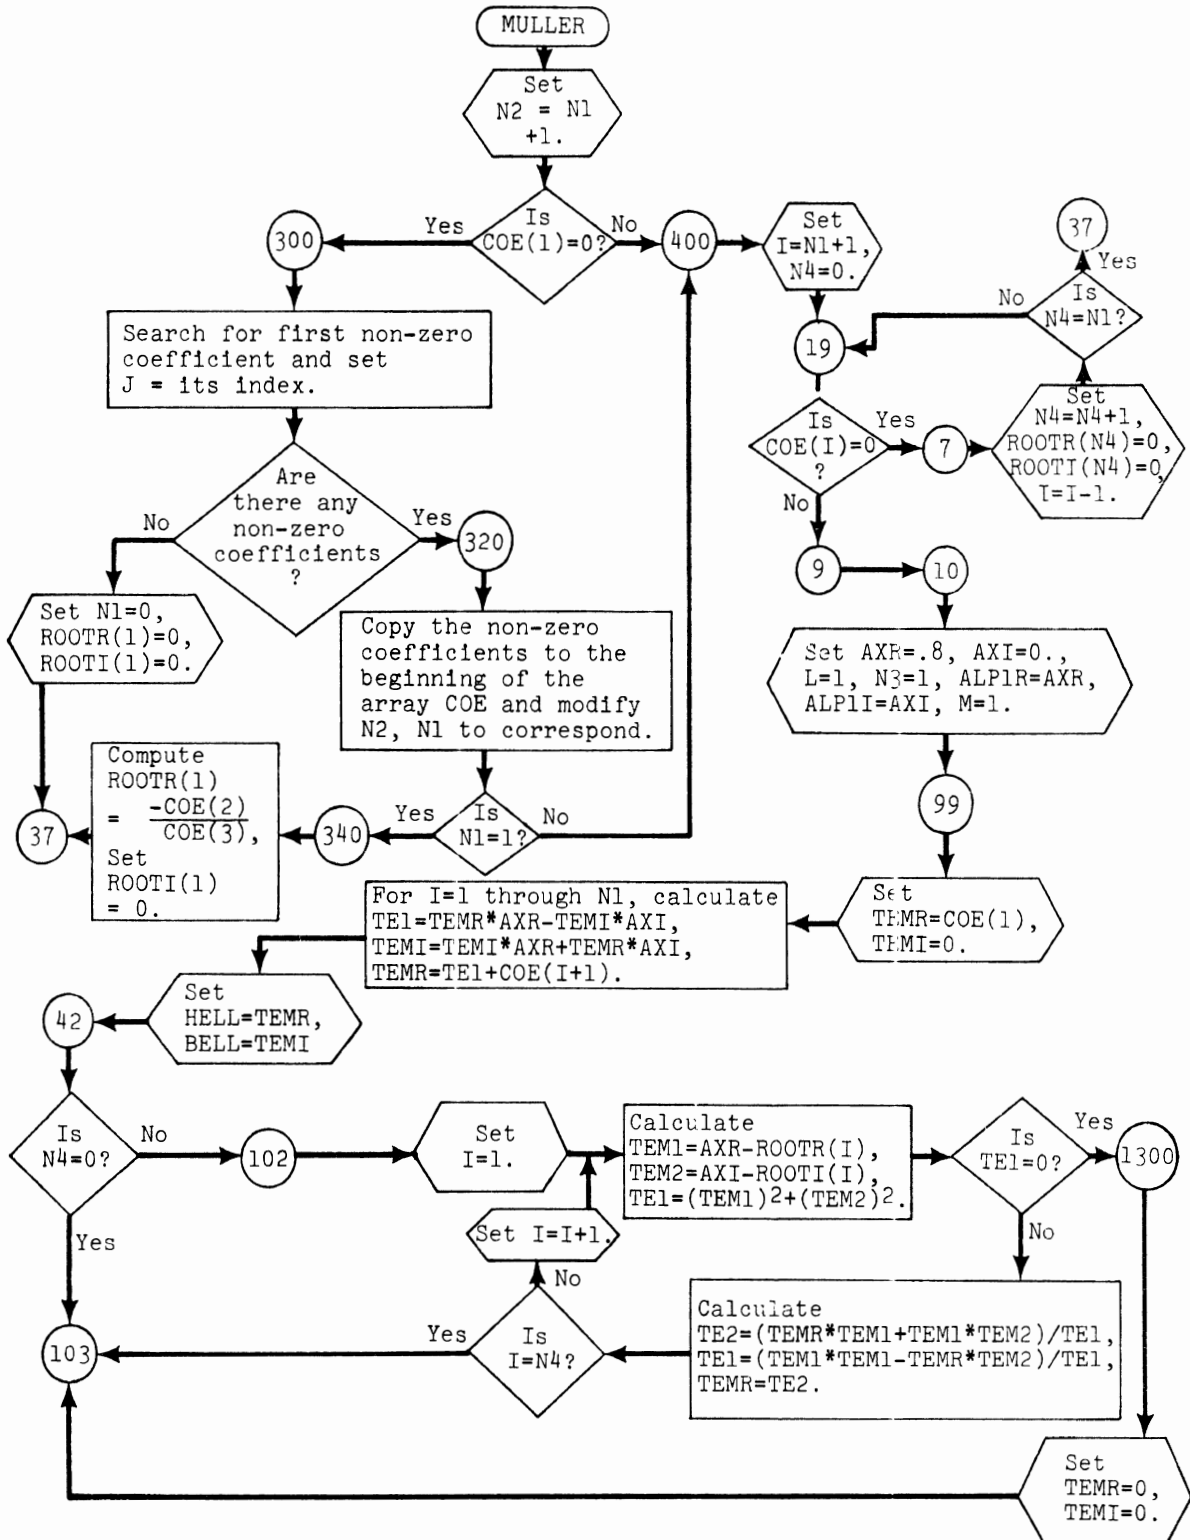 MULLER
Set
N2 = N1
+1.
Is
COE(1)=0?
Yes
No
300
400
Set
I=N1+1,
N4=0.
37
Yes
Is
N4=N1?
No
19
Search for first non-zero
coefficient and set
J = its index.
Is
COE(I)=0
?
Yes
7
Set
N4=N4+1,
ROOTR(N4)=0,
ROOTI(N4)=0,
I=I-1.
No
9
10
Are
there any
non-zero
coefficients
?
No
Yes
320
Set N1=0,
ROOTR(1)=0,
ROOTI(1)=0.
Copy the non-zero
coefficients to the
beginning of the
array COE and modify
N2, N1 to correspond.
Set AXR=.8, AXI=0.,
L=1, N3=1, ALP1R=AXR,
ALP1I=AXI, M=1.
99
Compute
ROOTR(1)
= -COE(2)
COE(3),
Set
ROOTI(1)
= 0.
37
340
Yes
Is
N1=1?
No
For I=1 through N1, calculate
TE1=TEMR*AXR-TEMI*AXI,
TEMI=TEMI*AXR+TEMR*AXI,
TEMR=TE1+COE(I+1).
Set
TEMR=COE(1),
TEMI=0.
Set
HELL=TEMR,
BELL=TEMI
42
Is
N4=0?
No
102
Set
I=1.
Calculate
TEM1=AXR-ROOTR(I),
TEM2=AXI-ROOTI(I),
TE1=(TEM1)2+(TEM2)2.
Is
TE1=0?
Yes
1300
Yes
Set I=I+1.
No
No
Calculate
TE2=(TEMR*TEM1+TEM1*TEM2)/TE1,
TE1=(TEM1*TEM1-TEMR*TEM2)/TE1,
TEMR=TE2.
Is
I=N4?
Yes
103
Set
TEMR=0,
TEMI=0.